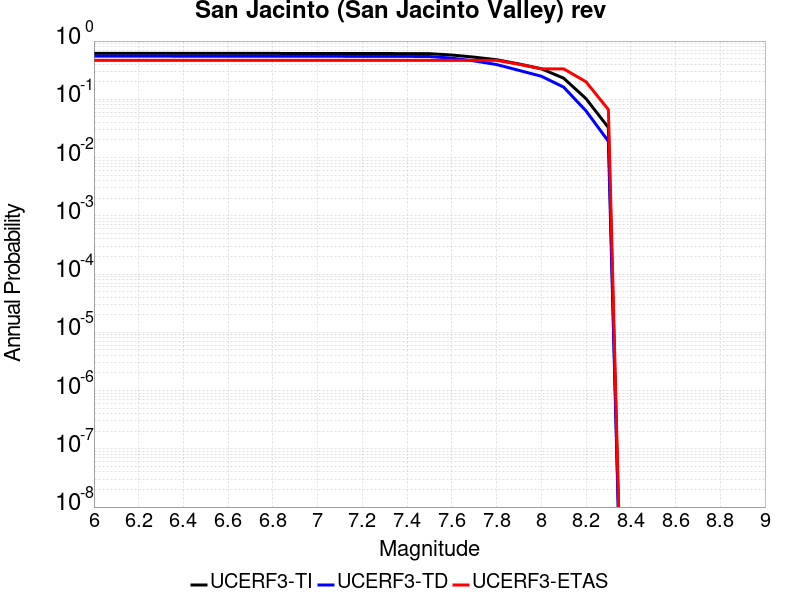 San Jacinto (San Jacinto Valley) rev
10^0
10^-1
10^-2
10^-3
10^-4
10^-5
10^-6
10^-7
10^-8
Annual Probability
6 6.2 6.4 6.6 6.8 7 7.2 7.4 7.6 7.8 8 8.2 8.4 8.6 8.8 9
Magnitude
UCERF3-TI UCERF3-TD UCERF3-ETAS